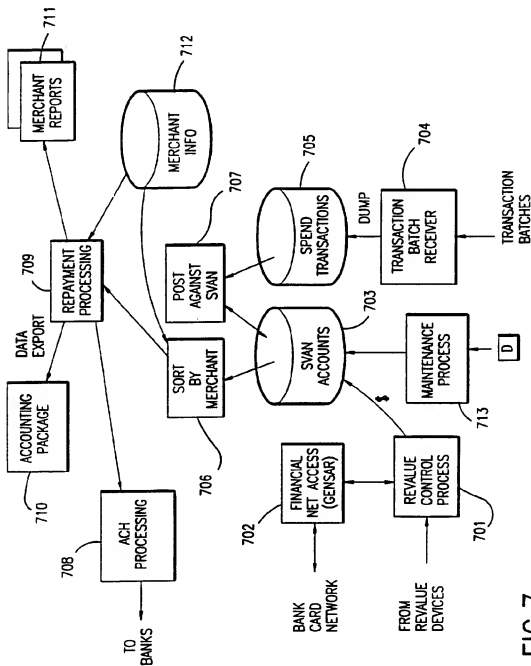 711
MERCHANT
REPORTS
712
MERCHANT
INFO
709
REPAYMENT
PROCESSING
DATA
EXPORT
ACCOUNTING
PACKAGE
710
707
POST
AGAINST
SVAN
SORT
BY
MERCHANT
706
708
ACH
PROCESSING
TO
BANKS
705
SPEND
TRANSACTIONS
DUMP
704
TRANSACTION
BATCH
RECEIVER
TRANSACTION
BATCHES
703
SVAN
ACCOUNTS
MAINTENANCE
PROCESS
713
D
$
702
FINANCIAL
NET ACCESS
(GENSAR)
BANK
CARD
NETWORK
REVALUE
CONTROL
PROCESS
701
FROM
REVALUE
DEVICES
FIG. 7